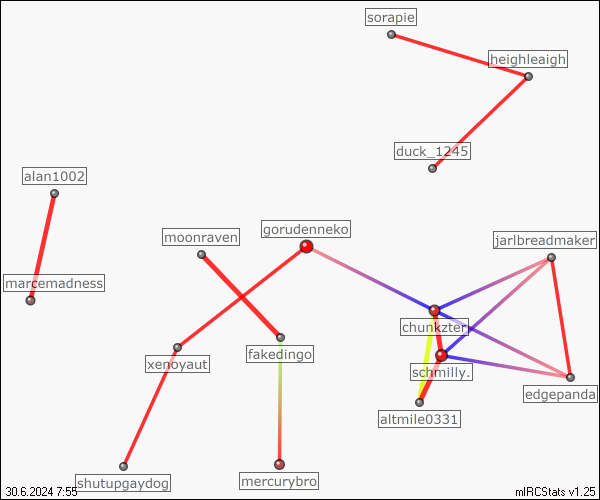 sorapie
heighleaigh
duck_1245
alan1002
gorudenneko
moonraven
jarlbreadmaker
marcemadness
chunkzter
fakedingo
xenoyaut
schmilly.
edgepanda
altmile0331
shutupgaydog
mercurybro
30.6.2024 7:55
mIRCStats v1.25